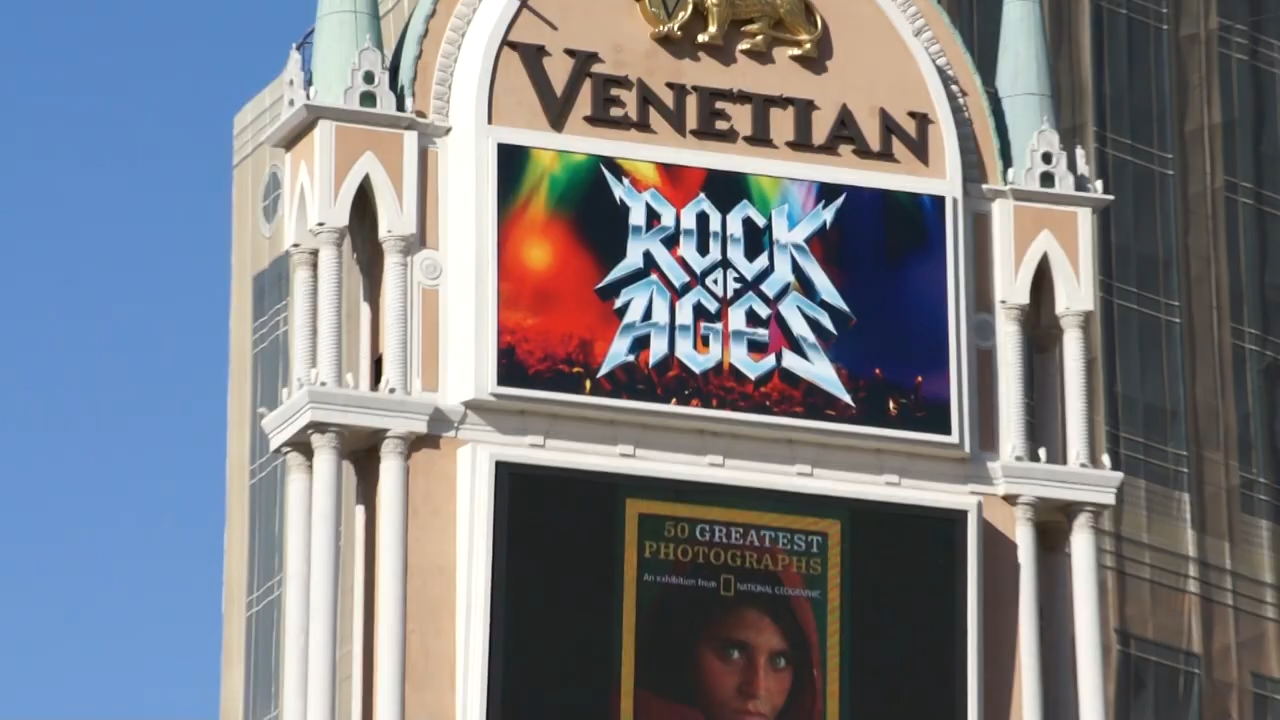 VENETIAN
ROCK
OF
AGES
50 GREATEST
PHOTOGRAPHS
An exhibition from NATIONAL GEOGRAPHIC